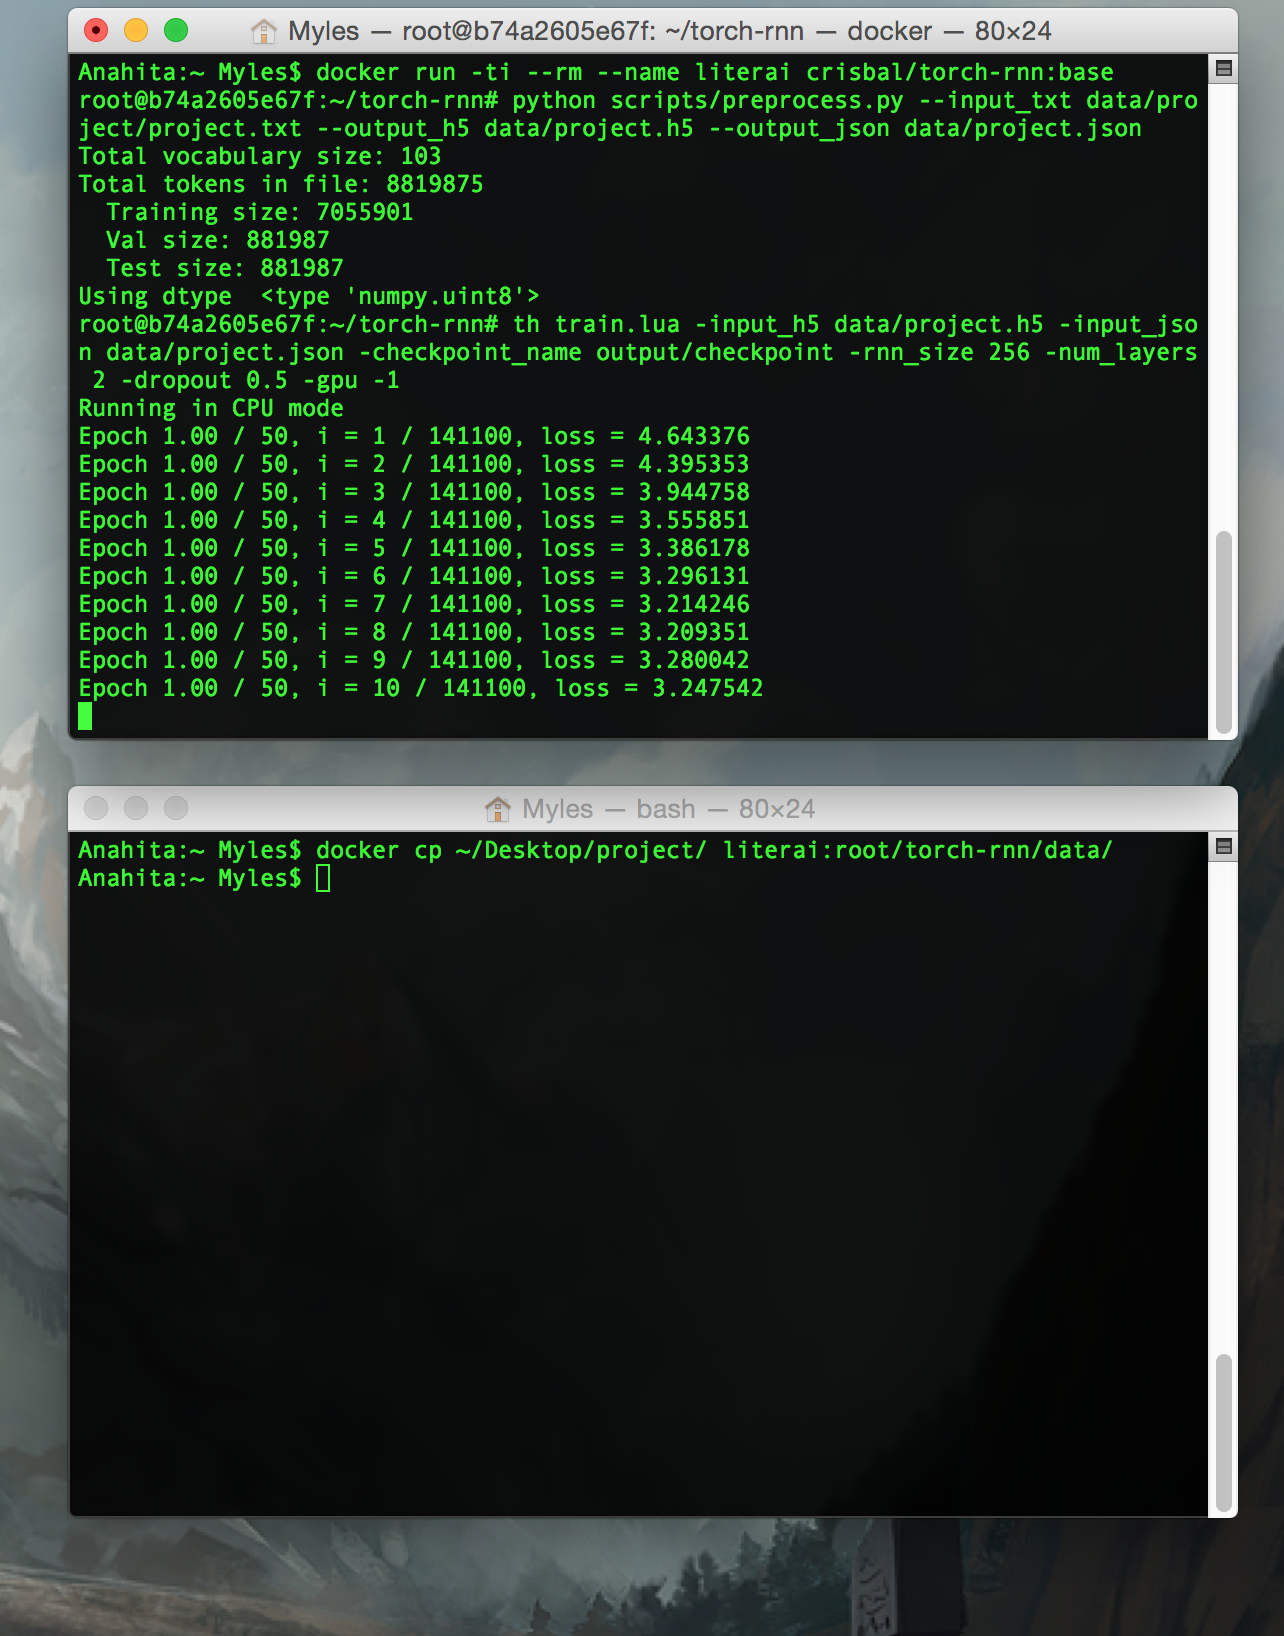 Myles — root@b74a2605e67f: ~/torch-rnn — docker — 80×24
Anahita:~ Myles$ docker run -ti --rm --name literai crisbal/torch-rnn:base
root@b74a2605e67f:~/torch-rnn# python scripts/preprocess.py --input_txt data/pro
ject/project.txt --output_h5 data/project.h5 --output_json data/project.json
Total vocabulary size: 103
Total tokens in file: 8819875
  Training size: 7055901
  Val size: 881987
  Test size: 881987
Using dtype  <type 'numpy.uint8'>
root@b74a2605e67f:~/torch-rnn# th train.lua -input_h5 data/project.h5 -input_jso
n data/project.json -checkpoint_name output/checkpoint -rnn_size 256 -num_layers
 2 -dropout 0.5 -gpu -1
Running in CPU mode
Epoch 1.00 / 50, i = 1 / 141100, loss = 4.643376
Epoch 1.00 / 50, i = 2 / 141100, loss = 4.395353
Epoch 1.00 / 50, i = 3 / 141100, loss = 3.944758
Epoch 1.00 / 50, i = 4 / 141100, loss = 3.555851
Epoch 1.00 / 50, i = 5 / 141100, loss = 3.386178
Epoch 1.00 / 50, i = 6 / 141100, loss = 3.296131
Epoch 1.00 / 50, i = 7 / 141100, loss = 3.214246
Epoch 1.00 / 50, i = 8 / 141100, loss = 3.209351
Epoch 1.00 / 50, i = 9 / 141100, loss = 3.280042
Epoch 1.00 / 50, i = 10 / 141100, loss = 3.247542
Myles — bash — 80×24
Anahita:~ Myles$ docker cp ~/Desktop/project/ literai:root/torch-rnn/data/
Anahita:~ Myles$